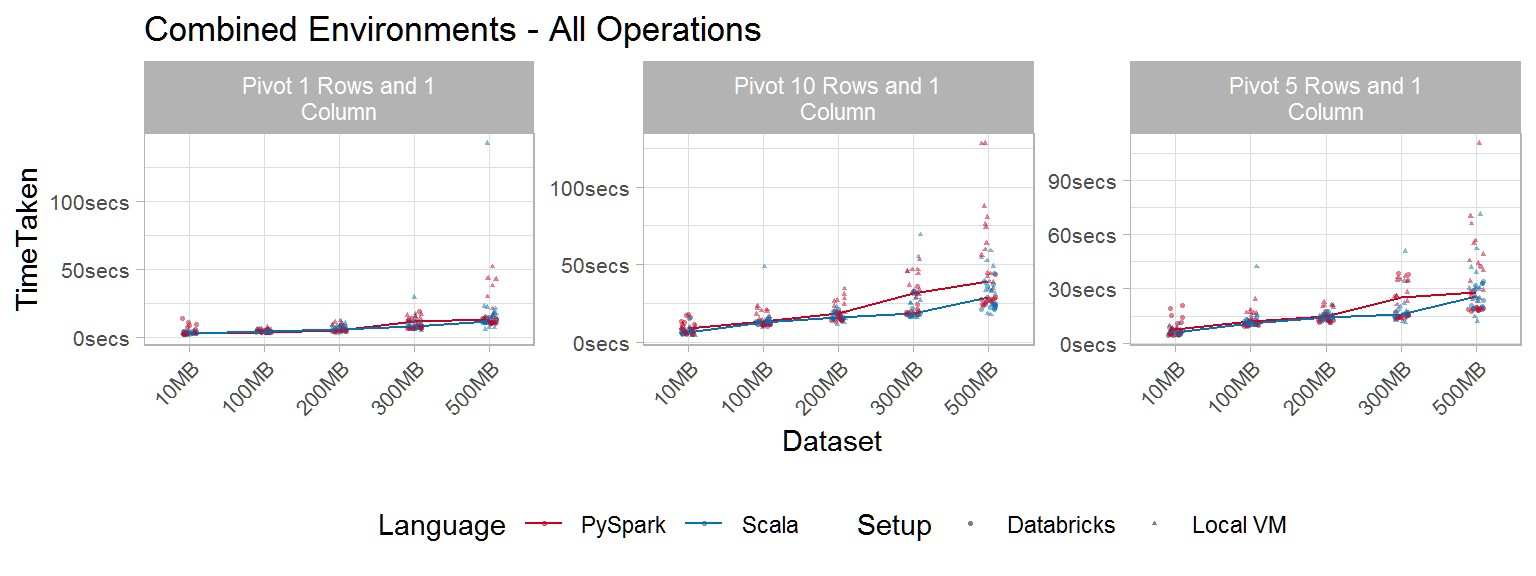 Combined Environments - All Operations
Pivot 1 Rows and 1
Column
Pivot 10 Rows and 1
Column
Pivot 5 Rows and 1
Column
TimeTaken
100secs
50secs
0secs
100secs
50secs
0secs
90secs
60secs
30secs
0secs
10MB
100MB
200MB
300MB
500MB
10MB
100MB
200MB
300MB
500MB
10MB
100MB
200MB
300MB
500MB
Dataset
Language PySpark Scala Setup Databricks Local VM